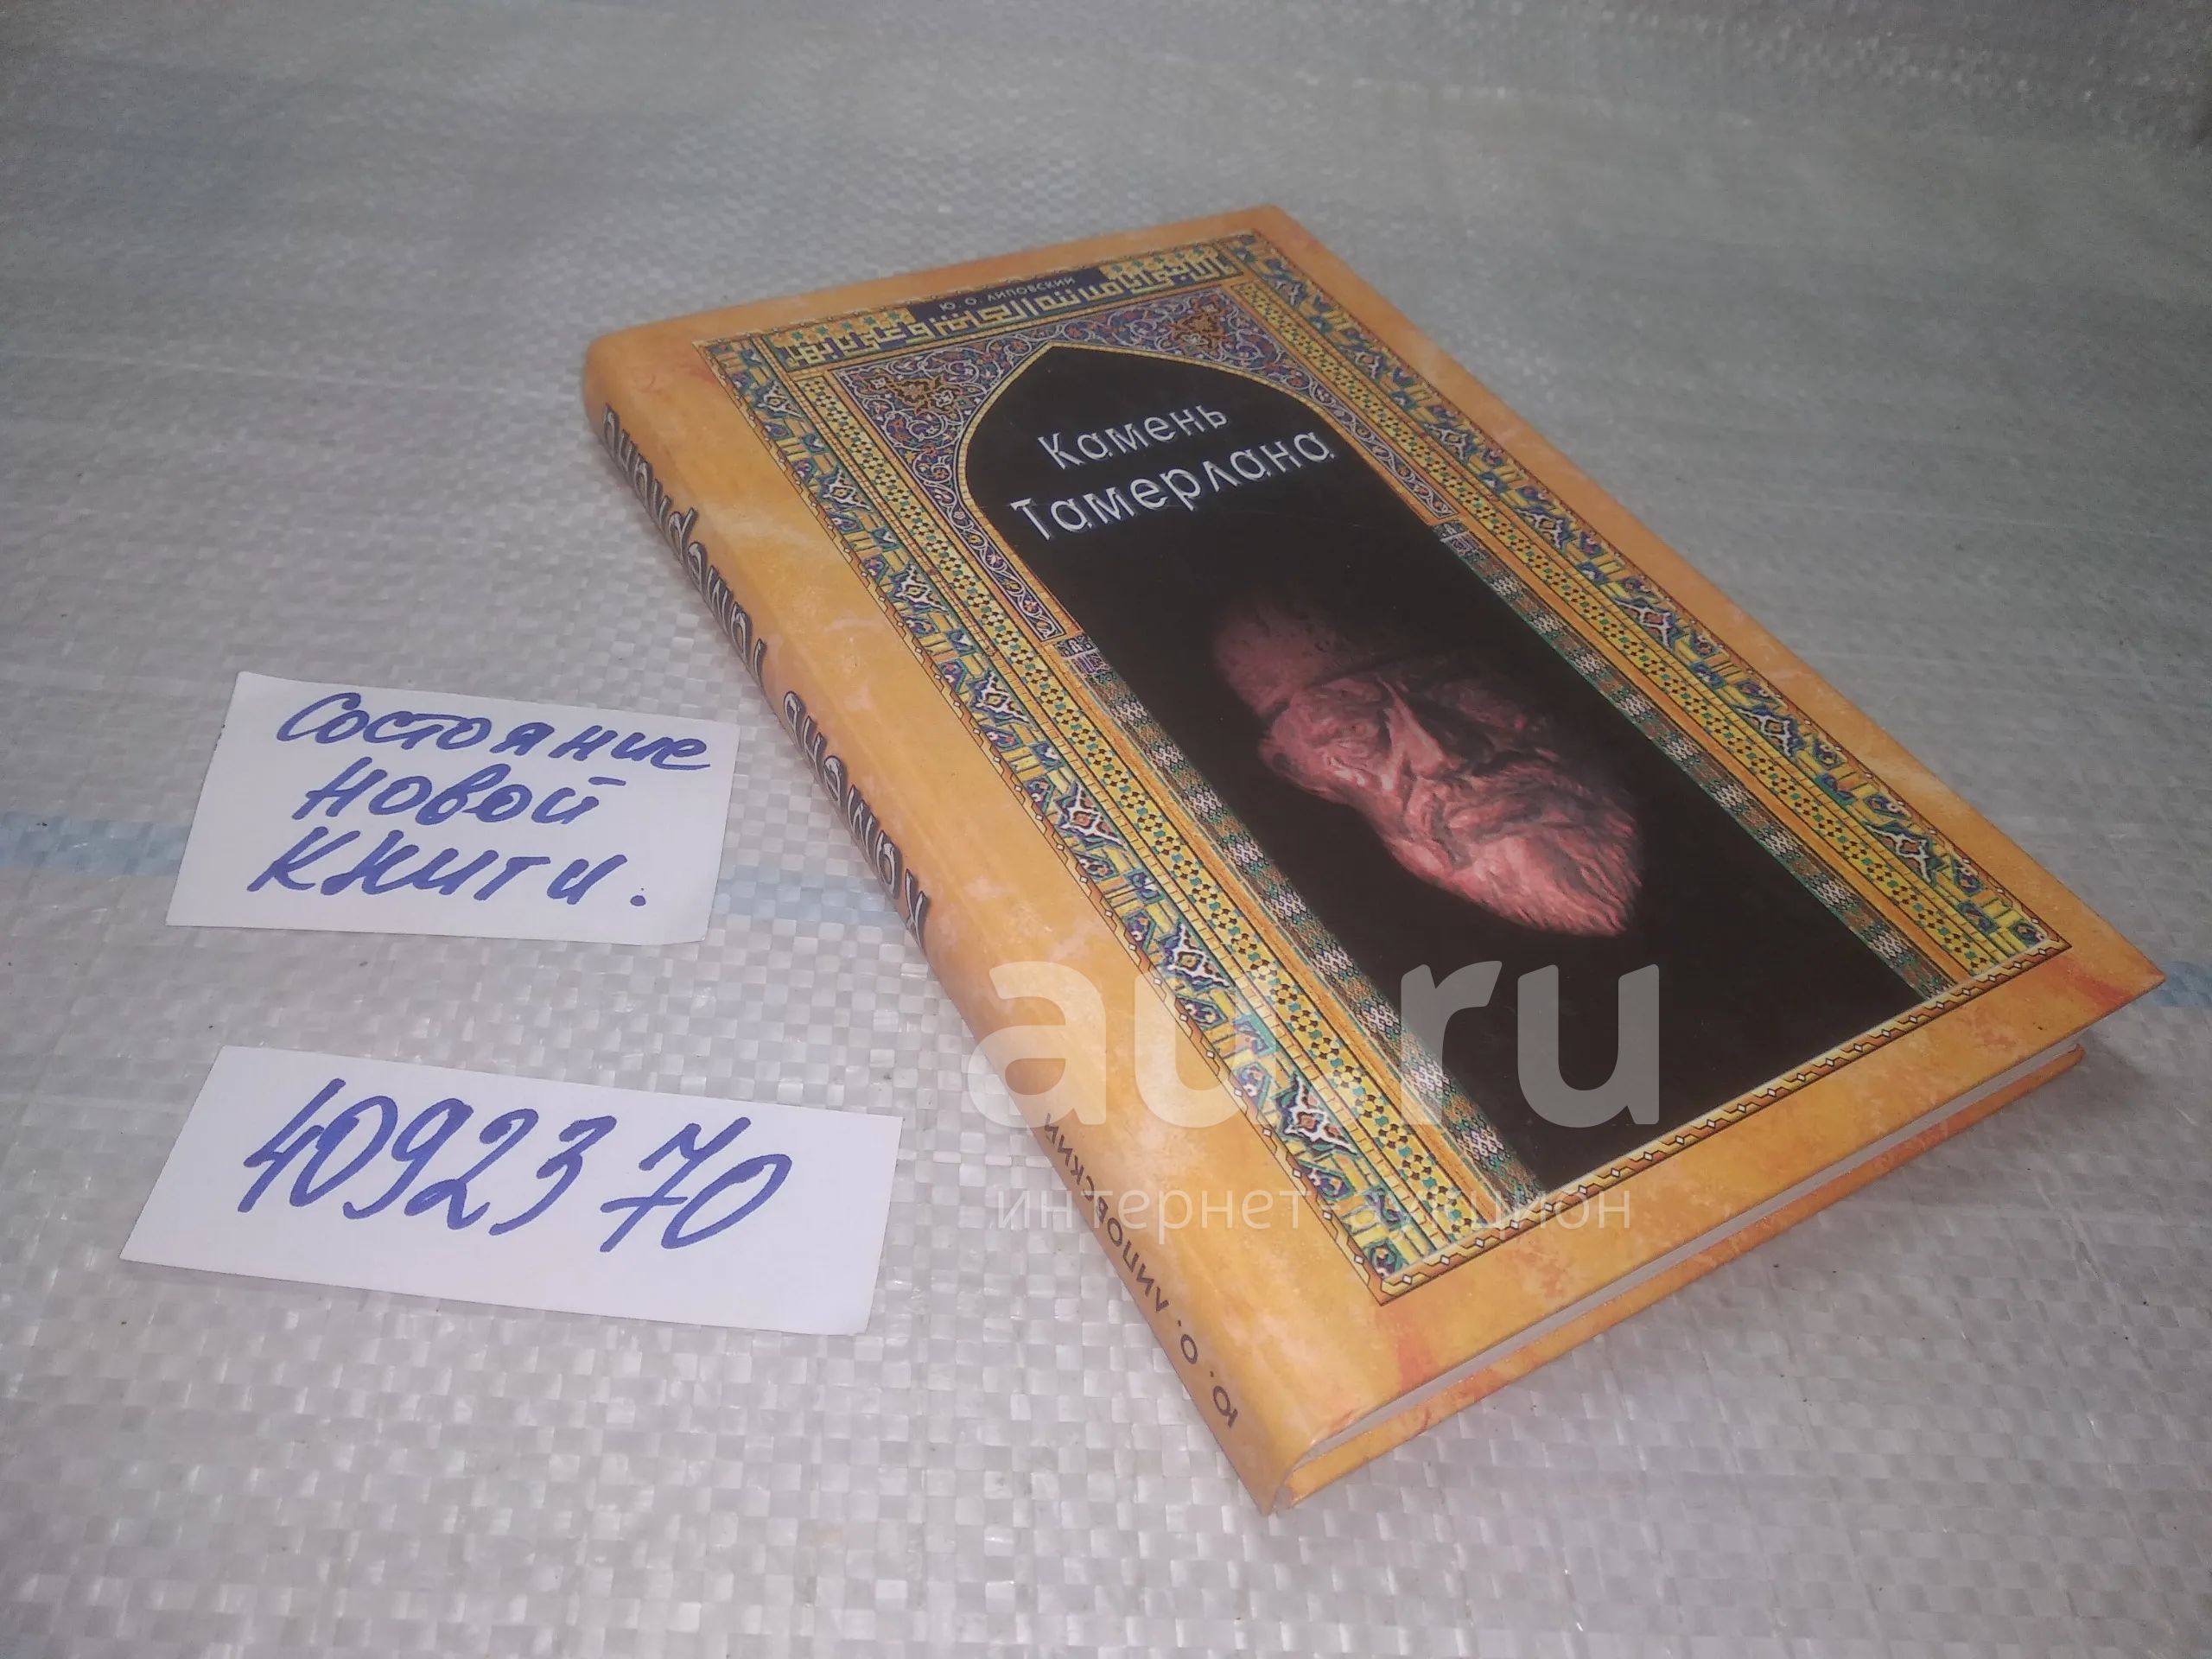 Ю. О. ЛИПОВСКИЙ
Камень
Тамерлана
Камень Тамерлана
Ю. О. ЛИПОВСКИЙ
Состояние
новой
книги.
4092370
au.ru
интернет-аукцион